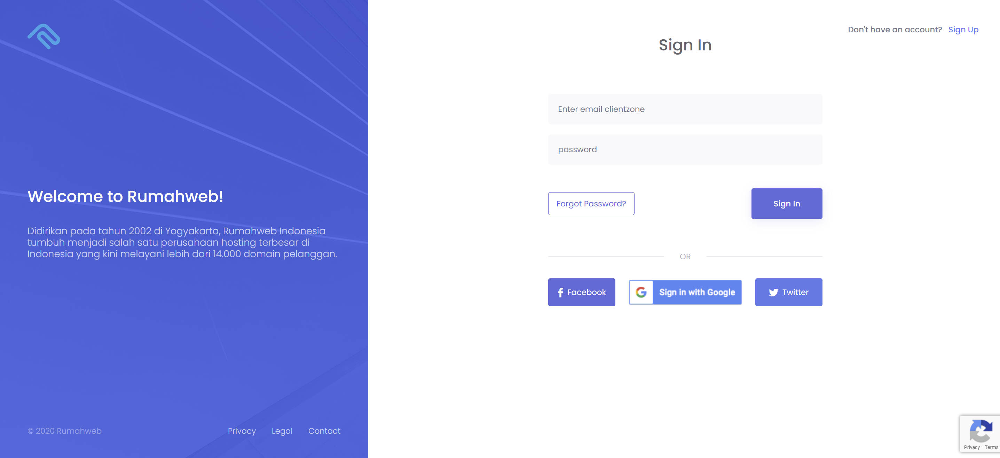 Welcome to Rumahweb!
Didirikan pada tahun 2002 di Yogyakarta, Rumahweb Indonesia
tumbuh menjadi salah satu perusahaan hosting terbesar di
Indonesia yang kini melayani lebih dari 14.000 domain pelanggan.
© 2020 Rumahweb
Privacy
Legal
Contact
Don't have an account? Sign Up
Sign In
Enter email clientzone
password
Forgot Password?
Sign In
OR
Facebook
Sign in with Google
Twitter
Privacy - Terms